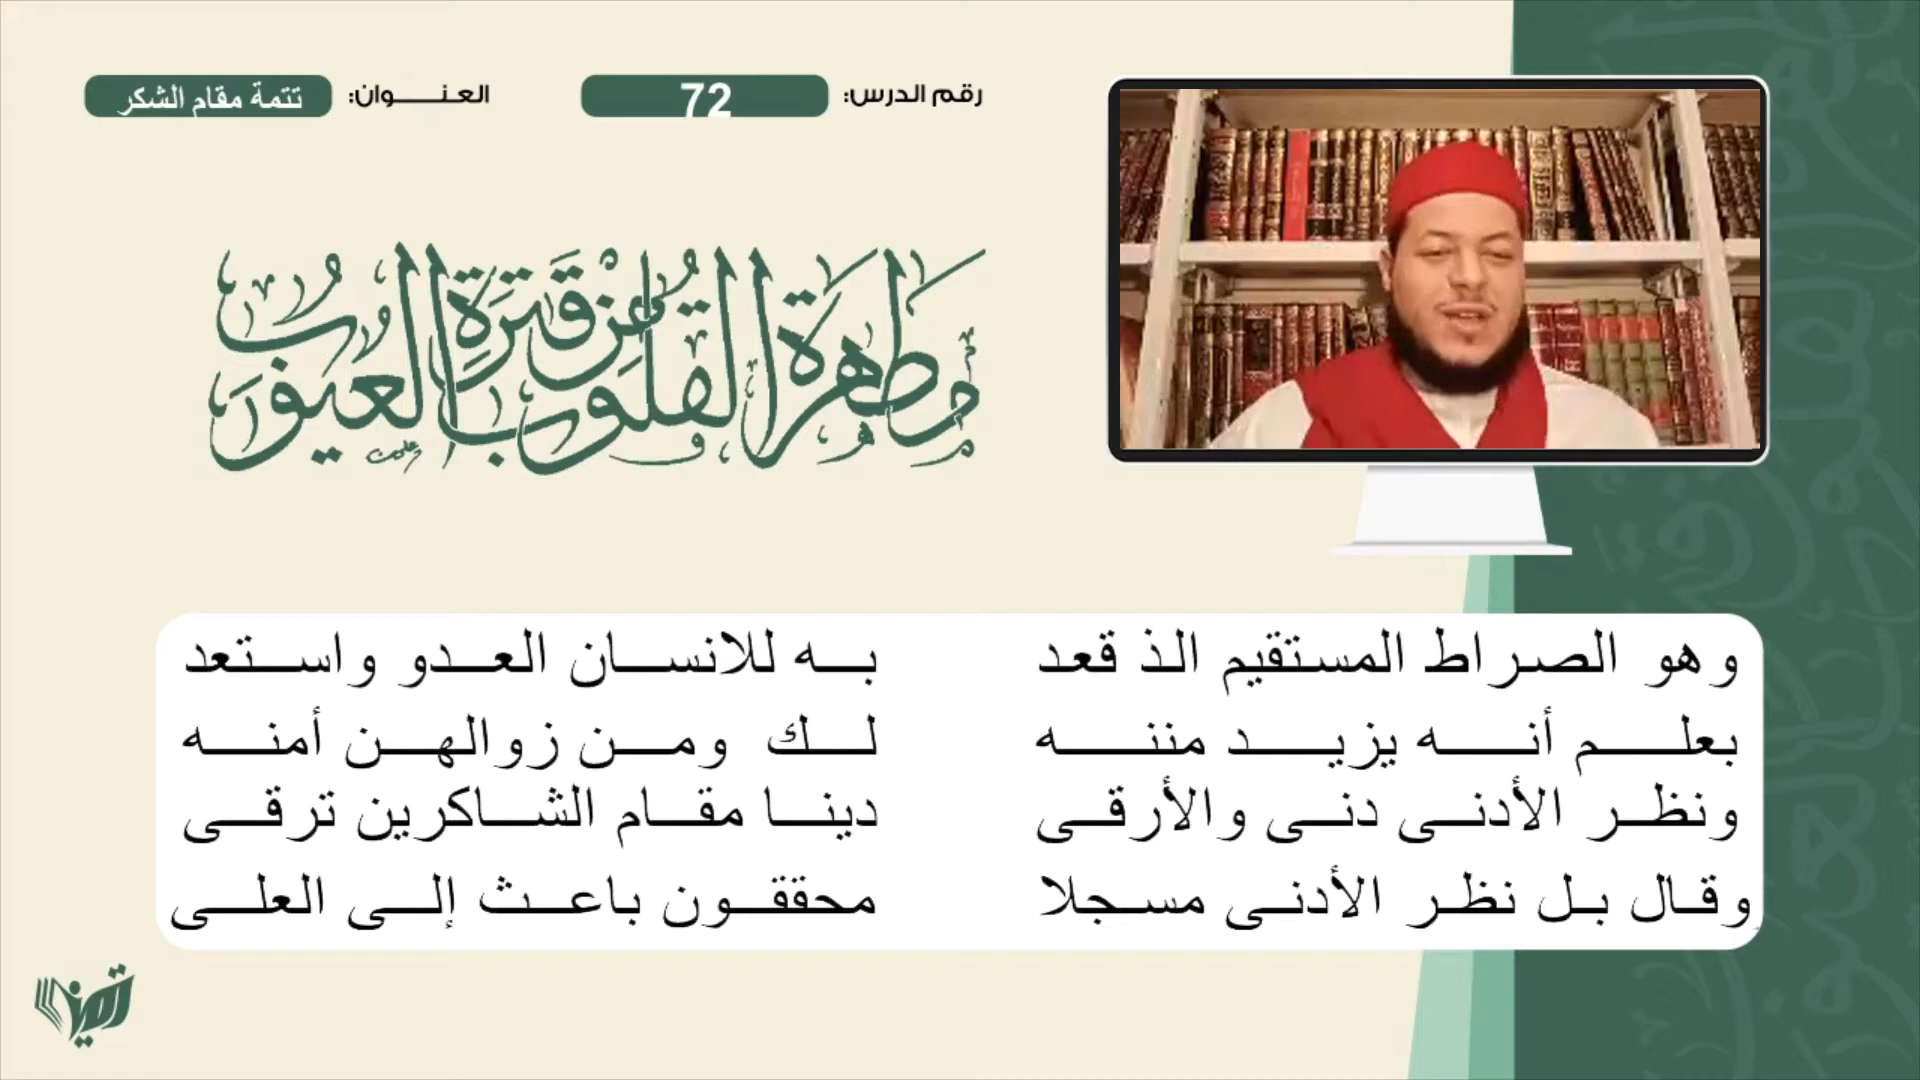 رقم الدرس: 72
العنـــوان: تتمة مقام الشكر
مطهرة القلوب من قترة العيوب
وهو الصراط المستقيم الذ قعد به للانسان العدو واستعد
بعلم أنه يزيد مننه لك ومن زوالهن أمنه
ونظر الأدنى دنى والأرقى دينا مقام الشاكرين ترقى
وقال بل نظر الأدنى مسجلا محققون باعث إلى العلى